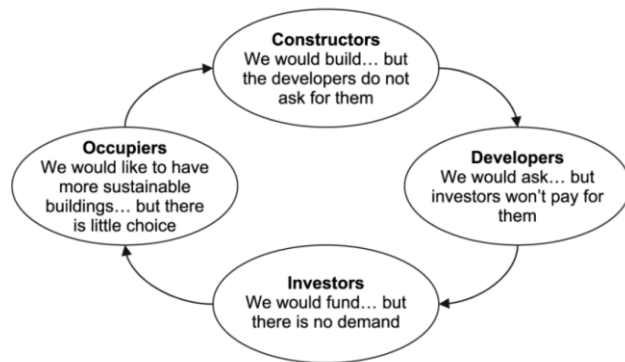 Constructors
We would build… but
the developers do not
ask for them
Occupiers
We would like to have
more sustainable
buildings… but there
is little choice
Developers
We would ask… but
investors won’t pay for
them
Investors
We would fund… but
there is no demand